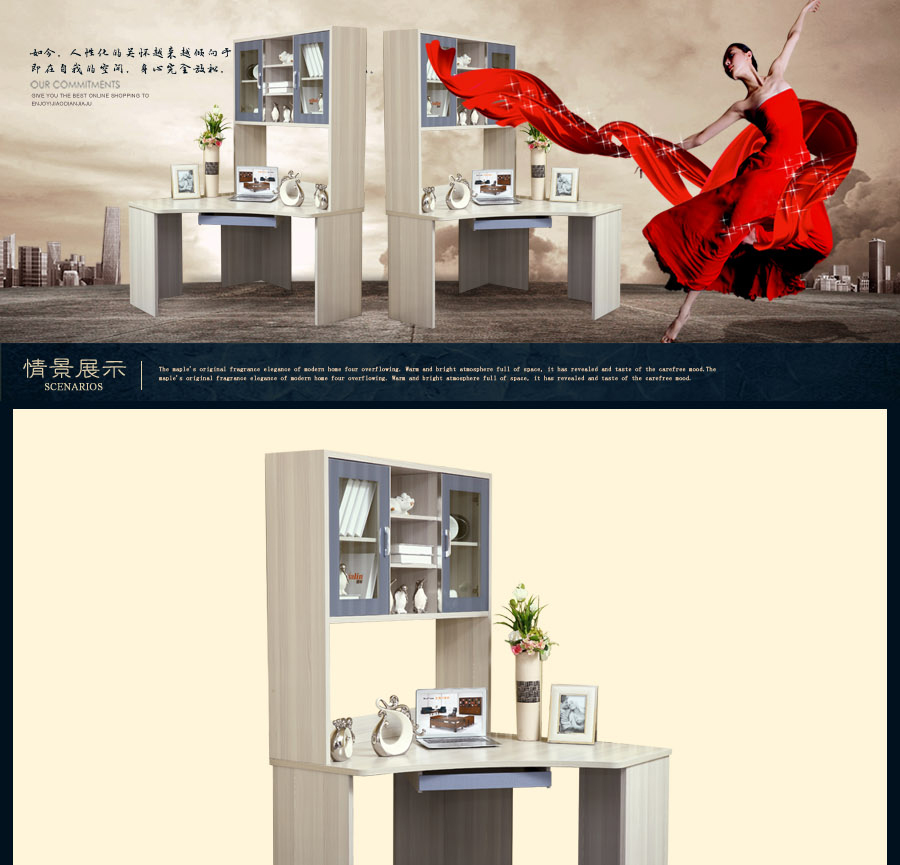 如今，人性化的关怀越来越倾向于
即在自我的空间，身心完全放松。
OUR COMMITMENTS
GIVE YOU THE BEST ONLINE SHOPPING TO
ENJOYIJIAODIANJIAJU
情景展示
SCENARIOS
The maple's original fragrance elegance of modern home four overflowing. Warm and bright atmosphere full of space, it has revealed and taste of the carefree mood.The
maple's original fragrance elegance of modern home four overflowing. Warm and bright atmosphere full of space, it has revealed and taste of the carefree mood.